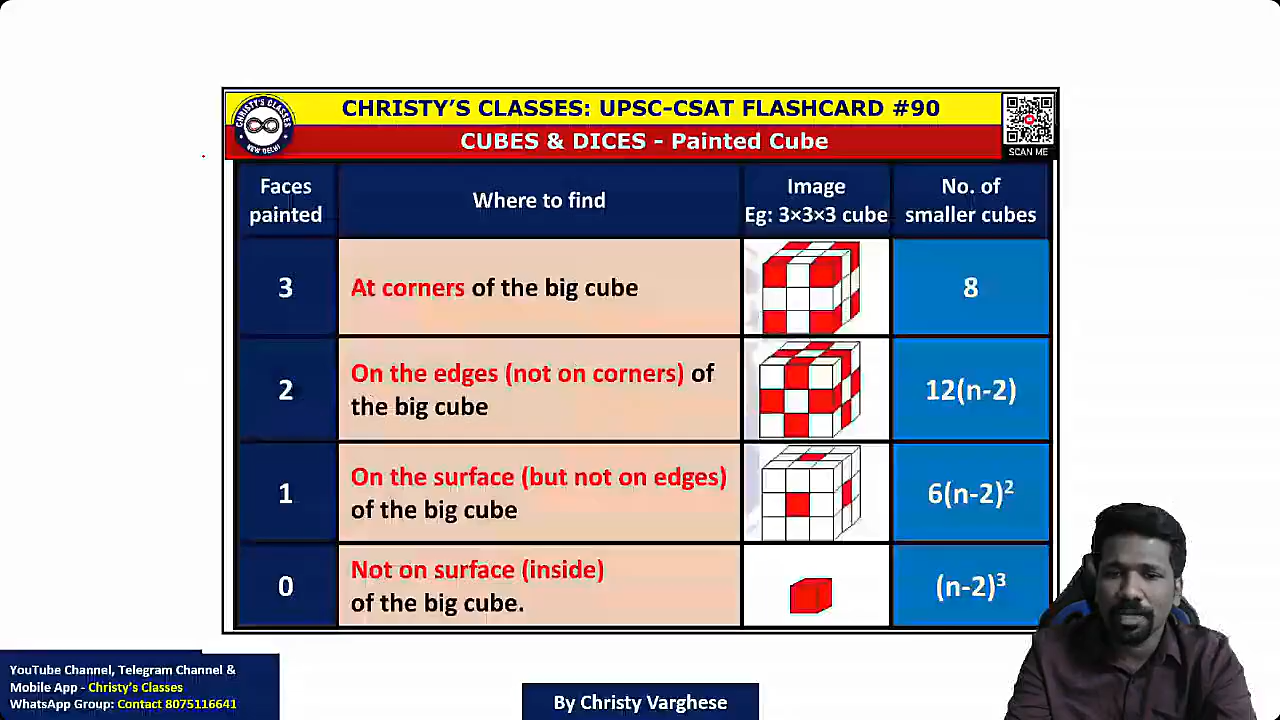 CHRISTY'S CLASSES: UPSC-CSAT FLASHCARD #90
CUBES & DICES - Painted Cube
CHRISTY'S CLASSES
NEW DELHI
SCAN ME
Faces painted
Where to find
Image
Eg: 3×3×3 cube
No. of smaller cubes
3
At corners of the big cube
8
2
On the edges (not on corners) of
the big cube
12(n-2)
1
On the surface (but not on edges)
of the big cube
6(n-2)²
0
Not on surface (inside)
of the big cube.
(n-2)³
YouTube Channel, Telegram Channel &
Mobile App - Christy's Classes
WhatsApp Group: Contact 8075116641
By Christy Varghese